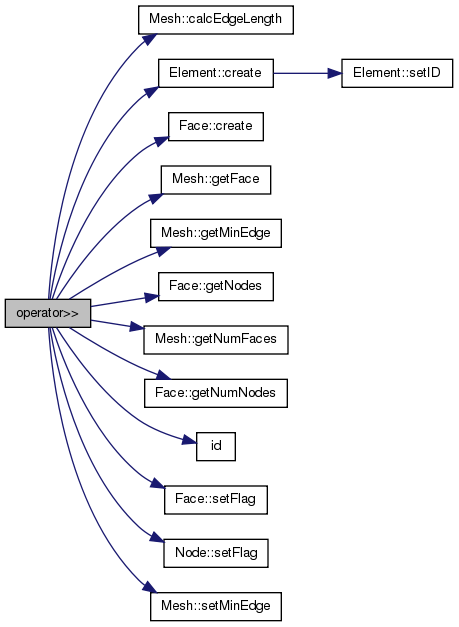 Mesh::calcEdgeLength
Element::create
Element::setID
Face::create
Mesh::getFace
Mesh::getMinEdge
Face::getNodes
operator>>
Mesh::getNumFaces
Face::getNumNodes
id
Face::setFlag
Node::setFlag
Mesh::setMinEdge